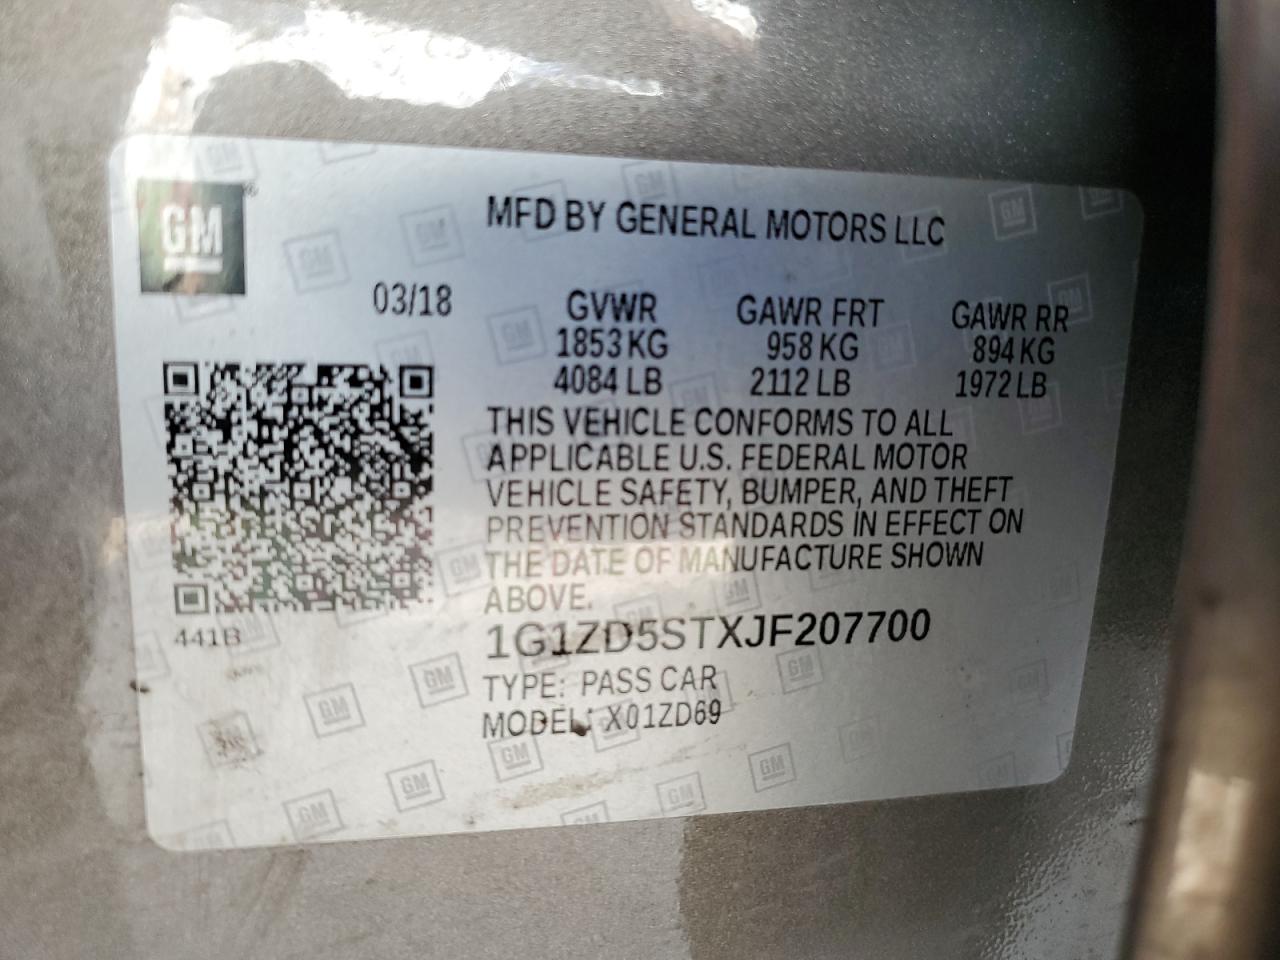 GM
MFD BY GENERAL MOTORS LLC
03/18
GVWR GAWR FRT GAWR RR
1853 KG 958 KG 894 KG
4084 LB 2112 LB 1972 LB
THIS VEHICLE CONFORMS TO ALL
APPLICABLE U.S. FEDERAL MOTOR
VEHICLE SAFETY, BUMPER, AND THEFT
PREVENTION STANDARDS IN EFFECT ON
THE DATE OF MANUFACTURE SHOWN
ABOVE.
441B
1G1ZD5STXJF207700
TYPE: PASS CAR
MODEL: X01ZD69